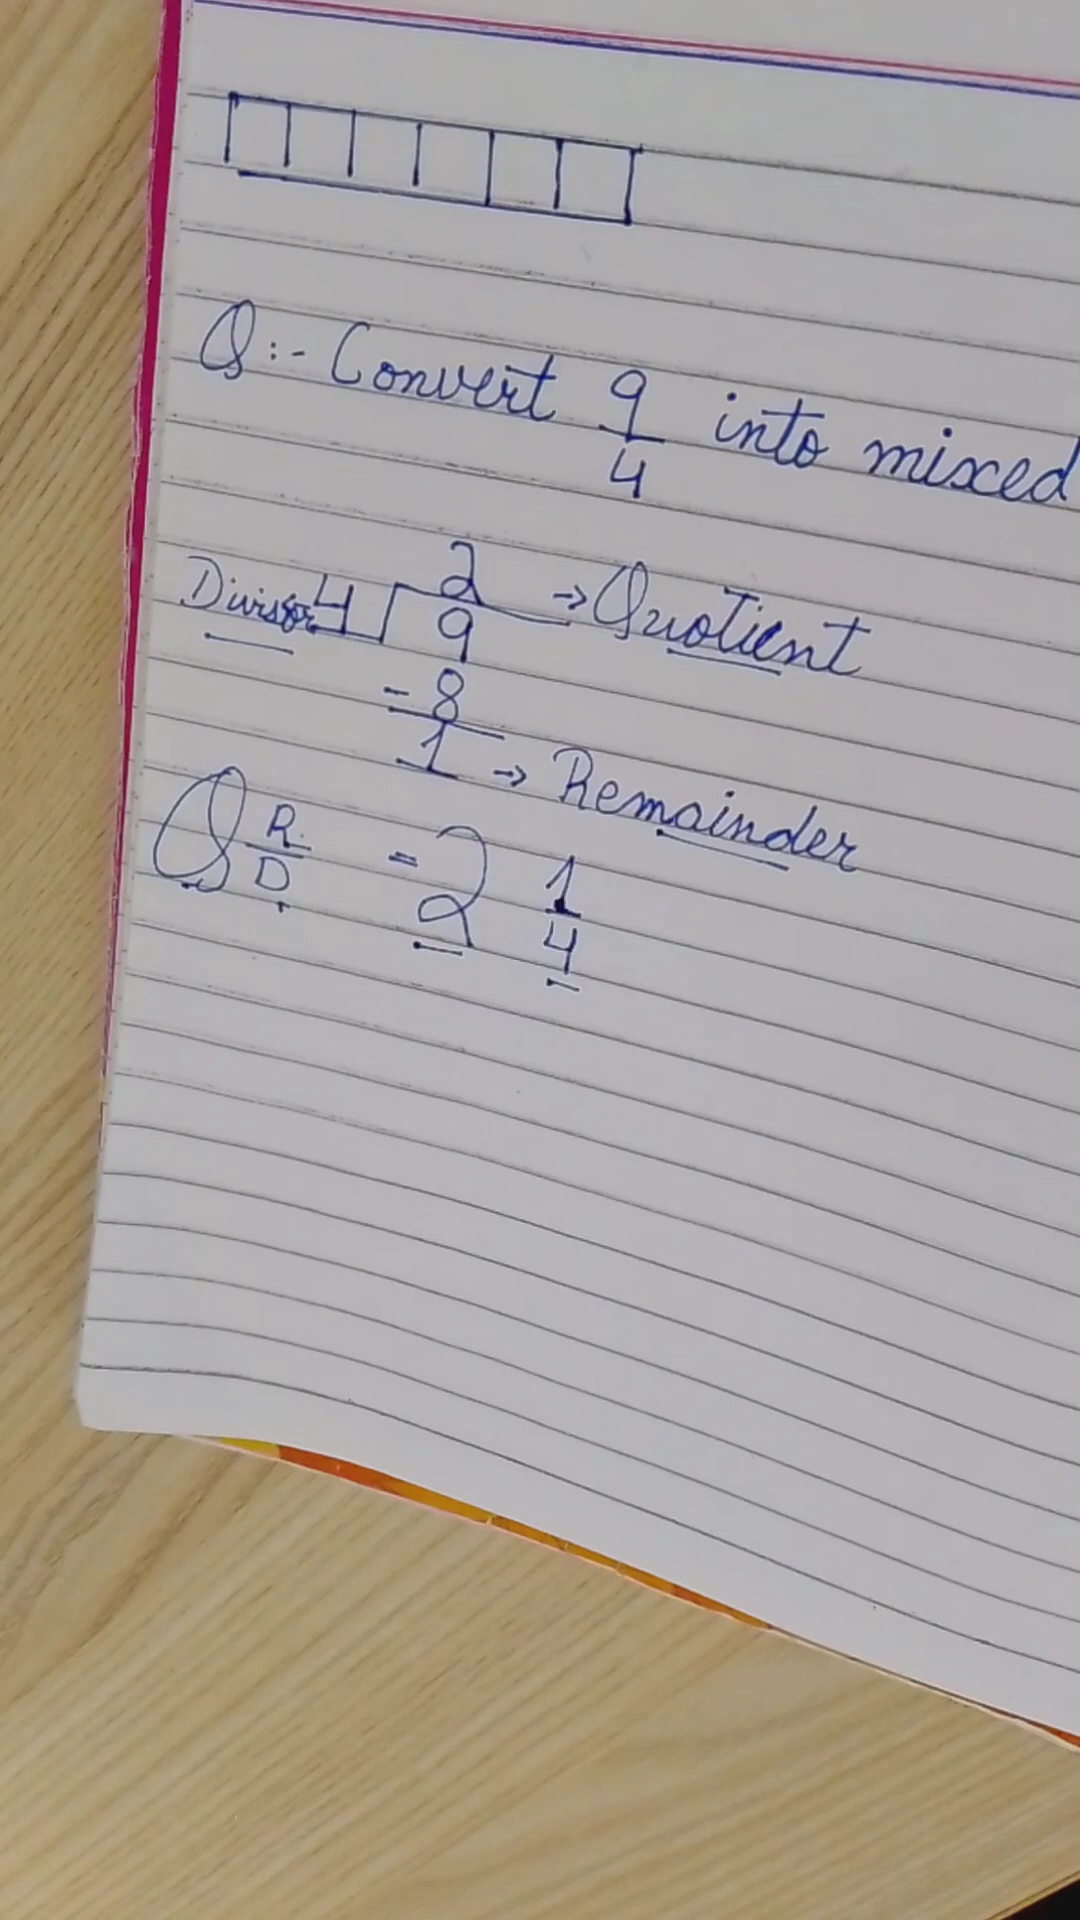 Q:- Convert 9/4 into mixed
2 → Quotient
Divisor 4 9
- 8
1 → Remainder
Q R/D = 2 1/4